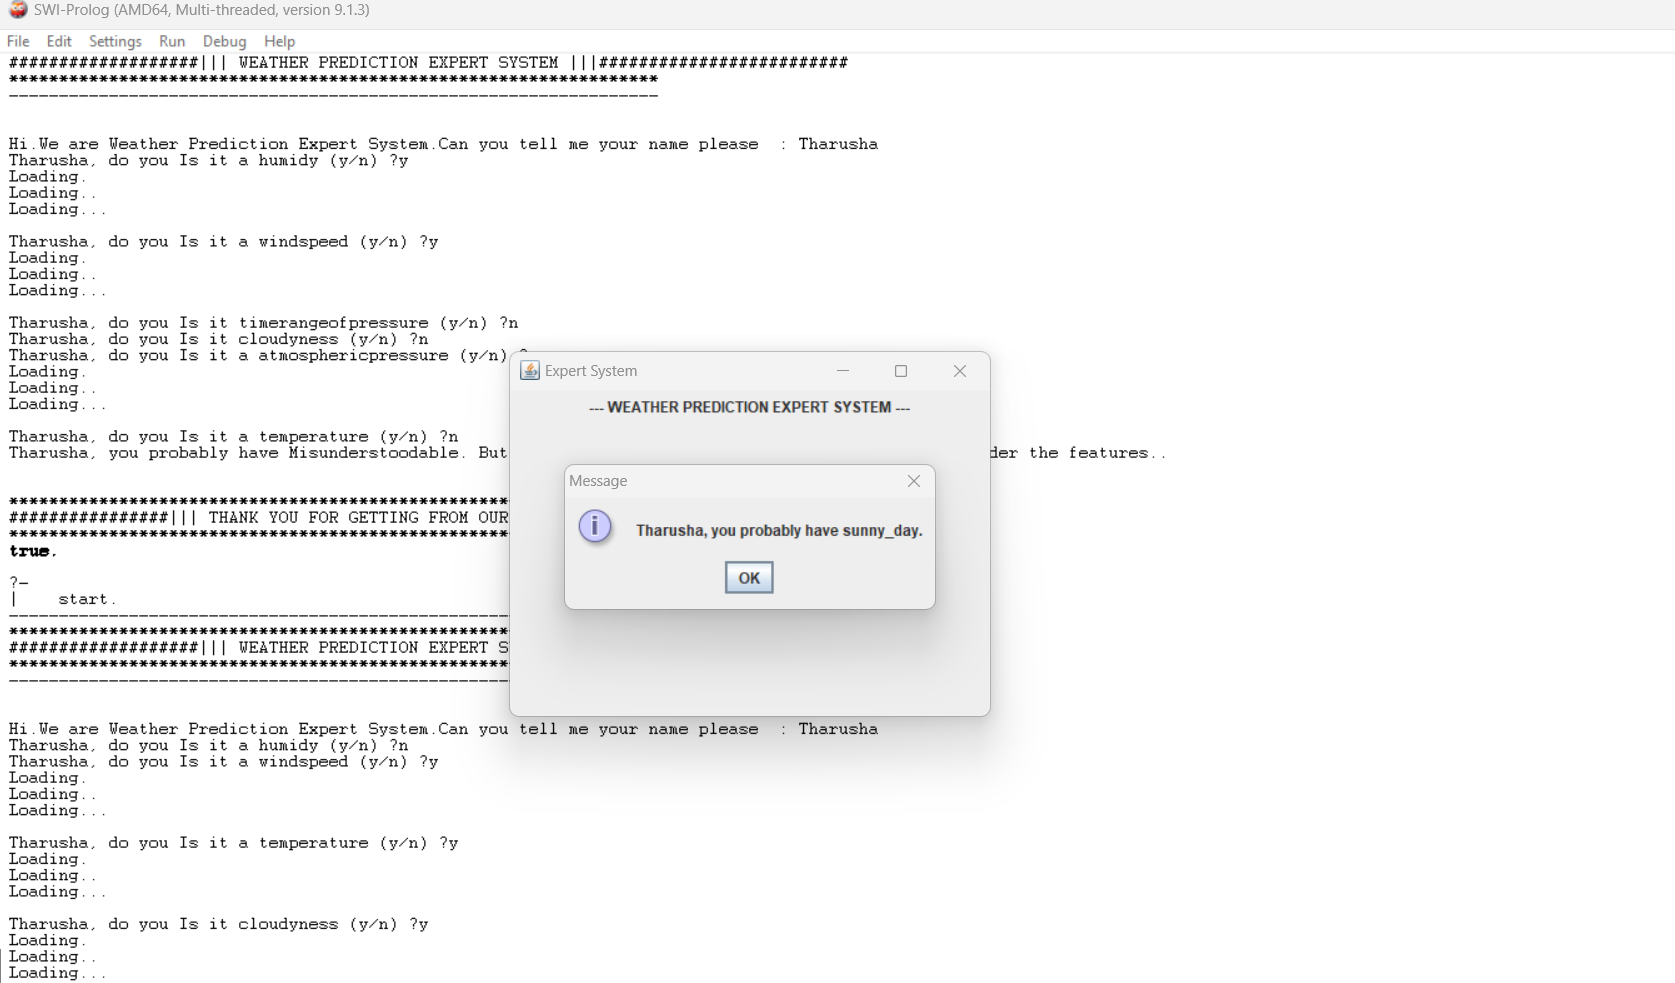 SWI-Prolog (AMD64, Multi-threaded, version 9.1.3)
File Edit Settings Run Debug Help
###################||| WEATHER PREDICTION EXPERT SYSTEM |||#########################
*****************************************************************
-----------------------------------------------------------------
Hi.We are Weather Prediction Expert System.Can you tell me your name please  : Tharusha
Tharusha, do you Is it a humidy (y/n) ?y
Loading.
Loading..
Loading...
Tharusha, do you Is it a windspeed (y/n) ?y
Loading.
Loading..
Loading...
Tharusha, do you Is it timerangeofpressure (y/n) ?n
Tharusha, do you Is it cloudyness (y/n) ?n
Tharusha, do you Is it a atmosphericpressure (y/n)
Loading.
Loading..
Loading...
Tharusha, do you Is it a temperature (y/n) ?n
Tharusha, you probably have Misunderstoodable. But der the features..
**************************************************
################||| THANK YOU FOR GETTING FROM OUR
**************************************************
true.
?-
|    start.
--------------------------------------------------
**************************************************
###################||| WEATHER PREDICTION EXPERT S
**************************************************
--------------------------------------------------
Hi.We are Weather Prediction Expert System.Can you tell me your name please  : Tharusha
Tharusha, do you Is it a humidy (y/n) ?n
Tharusha, do you Is it a windspeed (y/n) ?y
Loading.
Loading..
Loading...
Tharusha, do you Is it a temperature (y/n) ?y
Loading.
Loading..
Loading...
Tharusha, do you Is it cloudyness (y/n) ?y
Loading.
Loading..
Loading...
Expert System
--- WEATHER PREDICTION EXPERT SYSTEM ---
Message
Tharusha, you probably have sunny_day.
OK